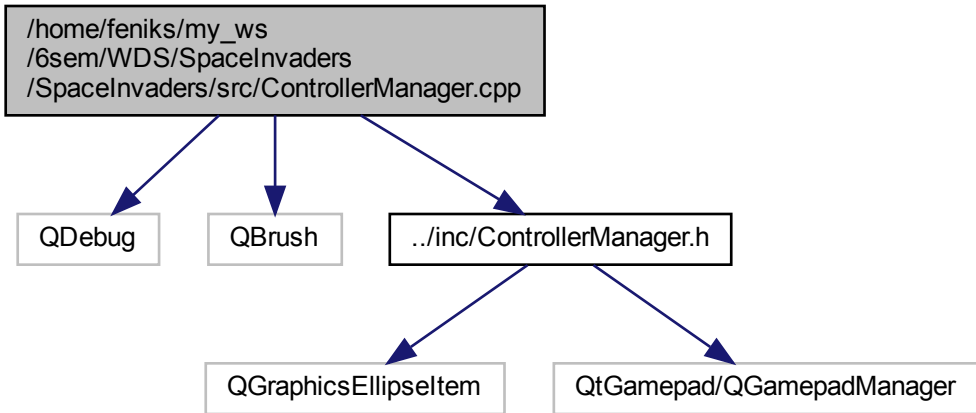 /home/feniks/my_ws
/6sem/WDS/SpaceInvaders
/SpaceInvaders/src/ControllerManager.cpp
QDebug
QBrush
../inc/ControllerManager.h
QGraphicsEllipseItem
QtGamepad/QGamepadManager